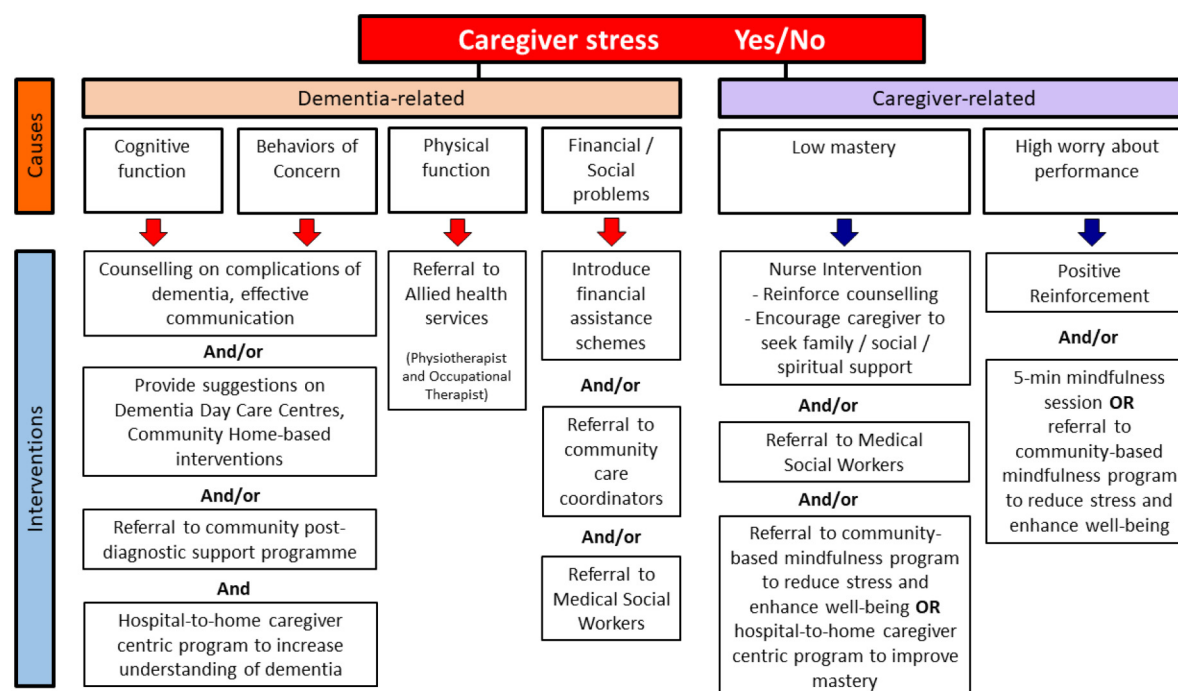 Caregiver stress Yes/No
Causes
Dementia-related
Caregiver-related
Cognitive
function
Behaviors of
Concern
Physical
function
Financial /
Social
problems
Low mastery
High worry about
performance
Interventions
Counselling on complications of
dementia, effective
communication
And/or
Provide suggestions on
Dementia Day Care Centres,
Community Home-based
interventions
And/or
Referral to community post-
diagnostic support programme
And
Hospital-to-home caregiver
centric program to increase
understanding of dementia
Referral to
Allied health
services
(Physiotherapist
and Occupational
Therapist)
Introduce
financial
assistance
schemes
And/or
Referral to
community
care
coordinators
And/or
Referral to
Medical Social
Workers
Nurse Intervention
- Reinforce counselling
- Encourage caregiver to
seek family / social /
spiritual support
And/or
Referral to Medical
Social Workers
And/or
Referral to community-
based mindfulness program
to reduce stress and
enhance well-being OR
hospital-to-home caregiver
centric program to improve
mastery
Positive
Reinforcement
And/or
5-min mindfulness
session OR
referral to
community-based
mindfulness program
to reduce stress and
enhance well-being